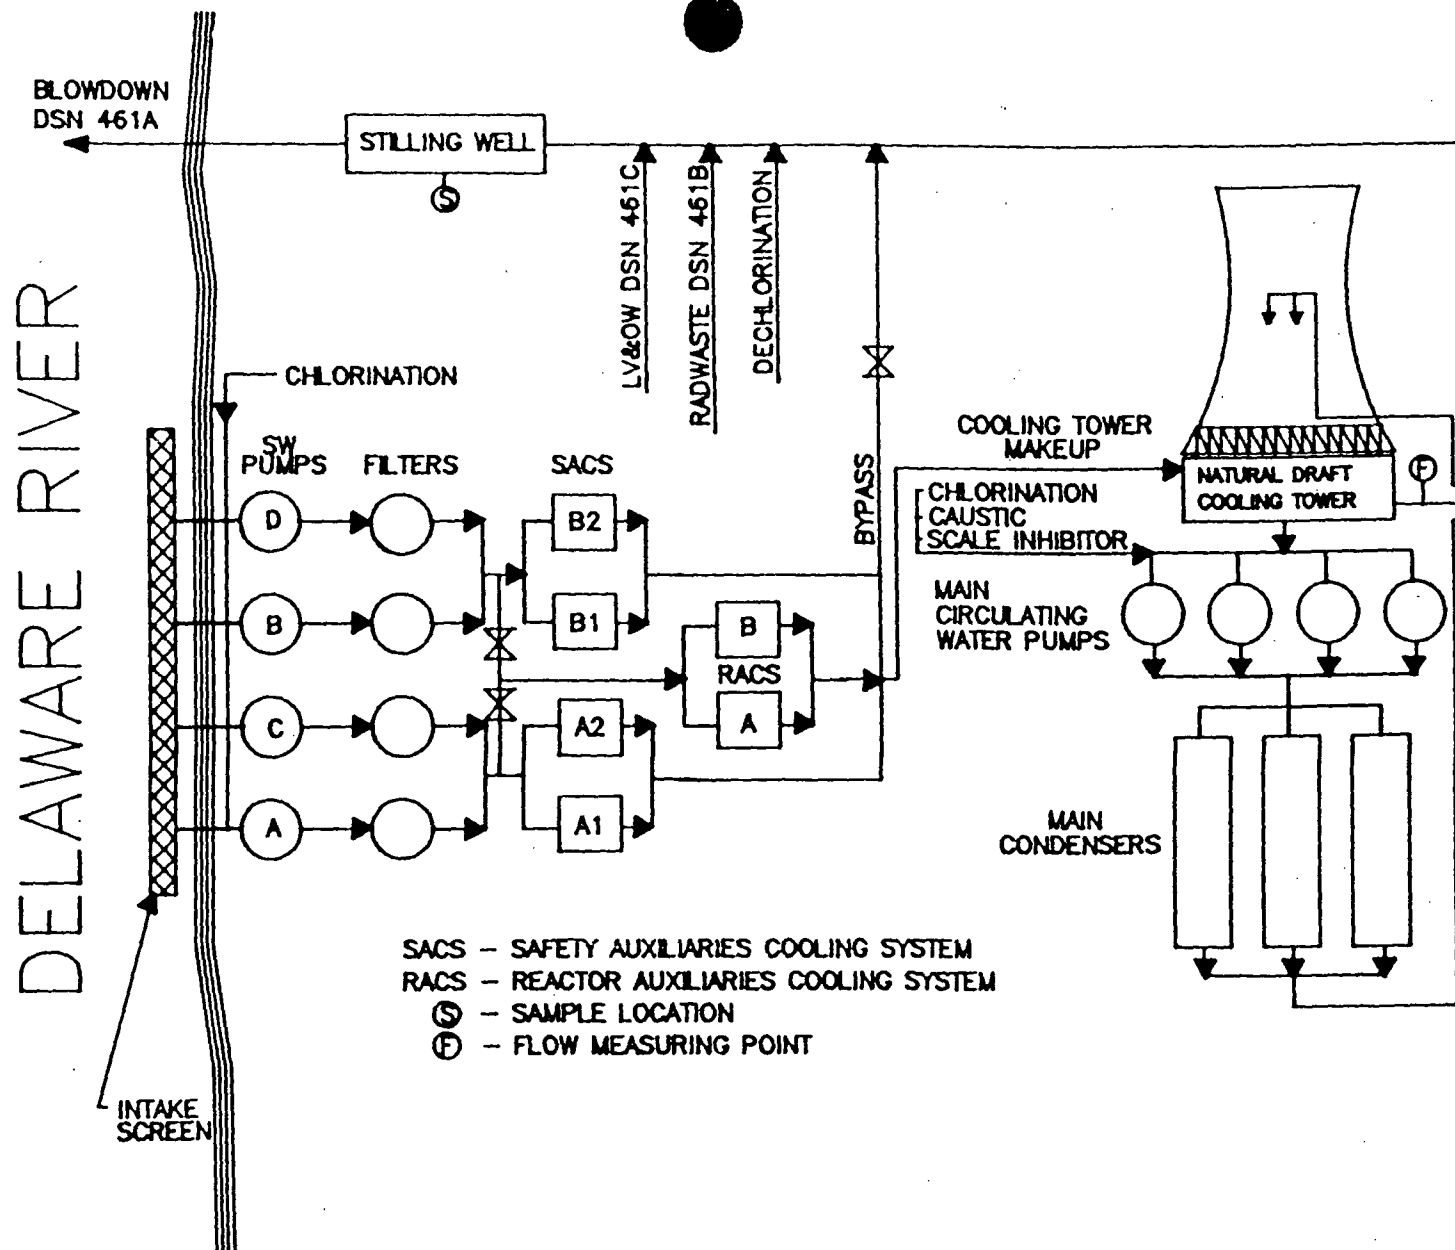 BLOWDOWN
DSN 461A
STILLING WELL
S
LV&OW DSN 461C
RADWASTE DSN 461B
DECHLORINATION
DELAWARE RIVER
CHLORINATION
SW
PUMPS
FILTERS
SACS
BYPASS
COOLING TOWER
MAKEUP
NATURAL DRAFT
COOLING TOWER
F
CHLORINATION
CAUSTIC
SCALE INHIBITOR
D
B2
B
B1
MAIN
CIRCULATING
WATER PUMPS
B
RACS
C
A2
A
A
A1
MAIN
CONDENSERS
SACS – SAFETY AUXILIARIES COOLING SYSTEM
RACS – REACTOR AUXILIARIES COOLING SYSTEM
S – SAMPLE LOCATION
F – FLOW MEASURING POINT
INTAKE
SCREEN